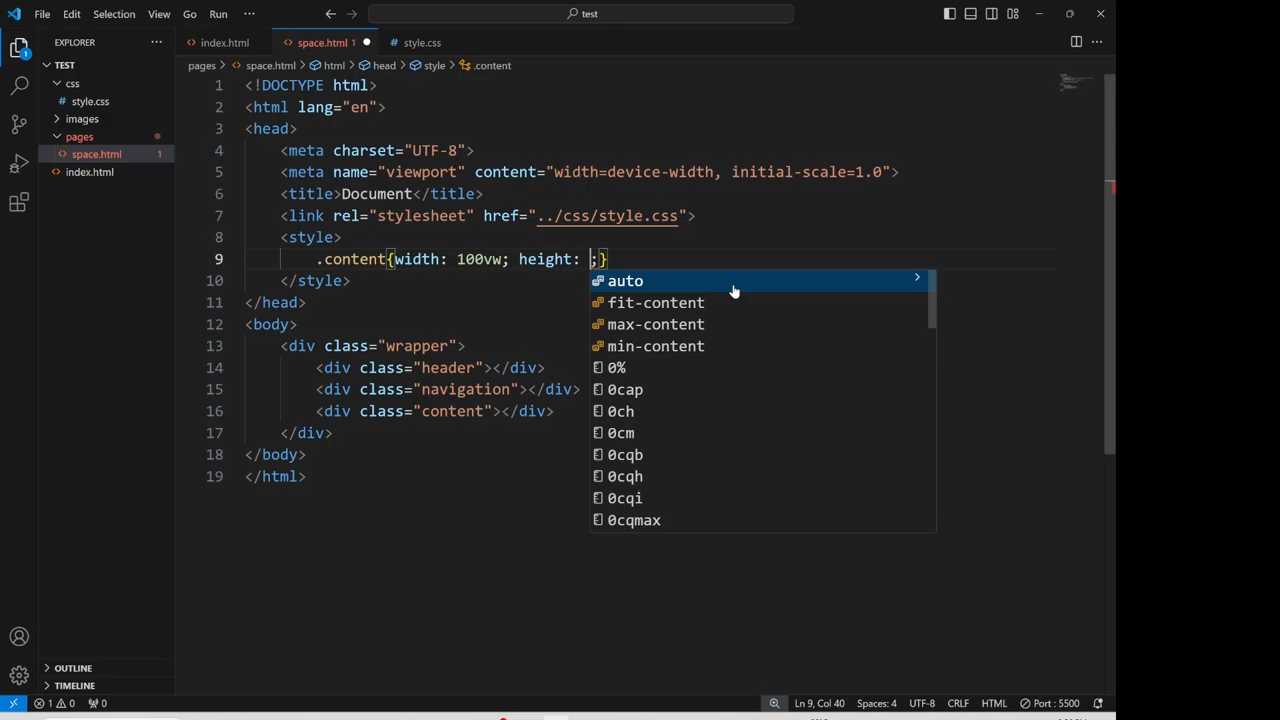 File Edit Selection View Go Run ··· test
EXPLORER ···
index.html space.html 1 style.css
pages > space.html > html > head > style > .content
TEST
css
style.css
images
pages
space.html 1
index.html
1 <!DOCTYPE html>
2 <html lang="en">
3 <head>
4 <meta charset="UTF-8">
5 <meta name="viewport" content="width=device-width, initial-scale=1.0">
6 <title>Document</title>
7 <link rel="stylesheet" href="../css/style.css">
8 <style>
9 .content{width: 100vw; height: ;}
10 </style>
11 </head>
12 <body>
13 <div class="wrapper">
14 <div class="header"></div>
15 <div class="navigation"></div>
16 <div class="content"></div>
17 </div>
18 </body>
19 </html>
auto
fit-content
max-content
min-content
0%
0cap
0ch
0cm
0cqb
0cqh
0cqi
0cqmax
OUTLINE
TIMELINE
1 0 0 Ln 9, Col 40 Spaces: 4 UTF-8 CRLF HTML Port : 5500